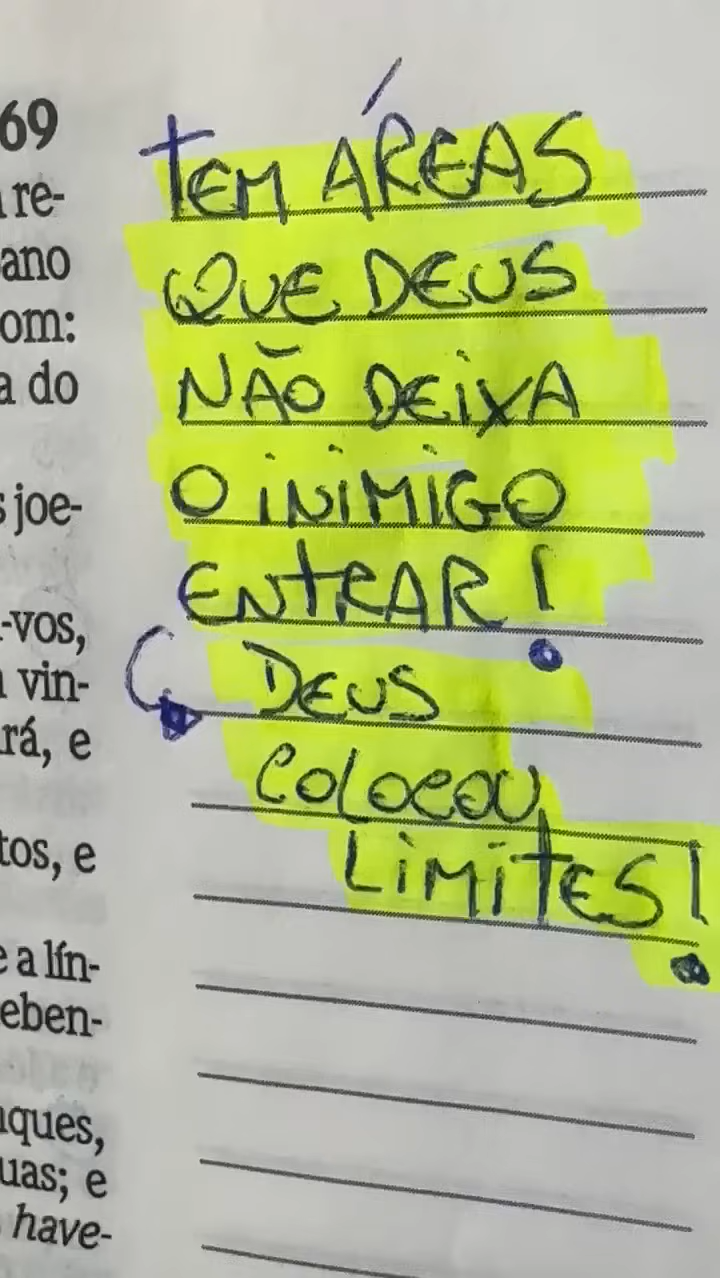 69
re-
ano
om:
a do
joe-
-vos,
vin-
rá, e
tos, e
e a lín-
eben-
ques,
uas; e
have-
TEM ÁREAS
QUE DEUS
NÃO DEIXA
O INIMIGO
ENTRAR!
DEUS
COLOCOU
LIMITES!